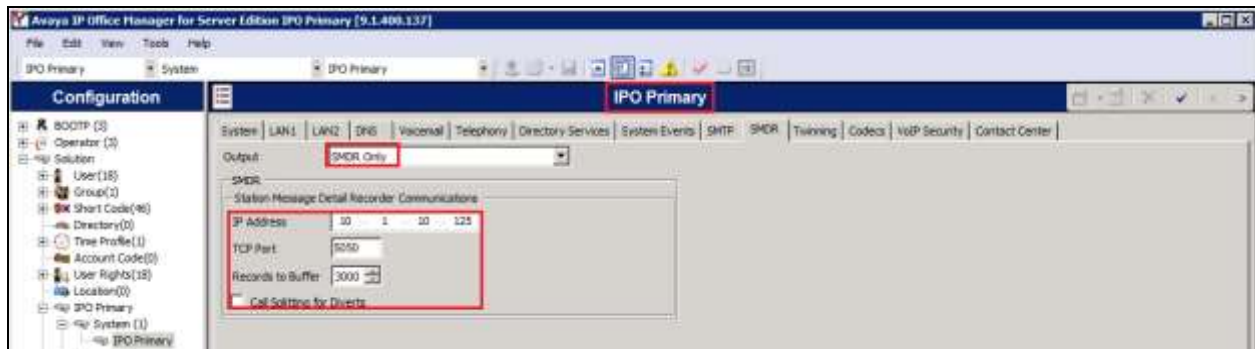 Avaya IP Office Manager for Server Edition IPO Primary [9.1.400.137]
File Edit View Tools Help
IPO Primary System IPO Primary
Configuration
IPO Primary
BOOTP (3)
Operator (3)
Solution
User(18)
Group(1)
Short Code(46)
Directory(0)
Time Profile(1)
Account Code(0)
User Rights(18)
Location(0)
IPO Primary
System (1)
IPO Primary
System LAN1 LAN2 DNS Voicemail Telephony Directory Services System Events SMTP SMDR Twinning Codecs VoIP Security Contact Center
Output SMDR Only
SMDR
Station Message Detail Recorder Communications
IP Address 10 1 10 125
TCP Port 5050
Records to Buffer 3000
Call Splitting for Diverts